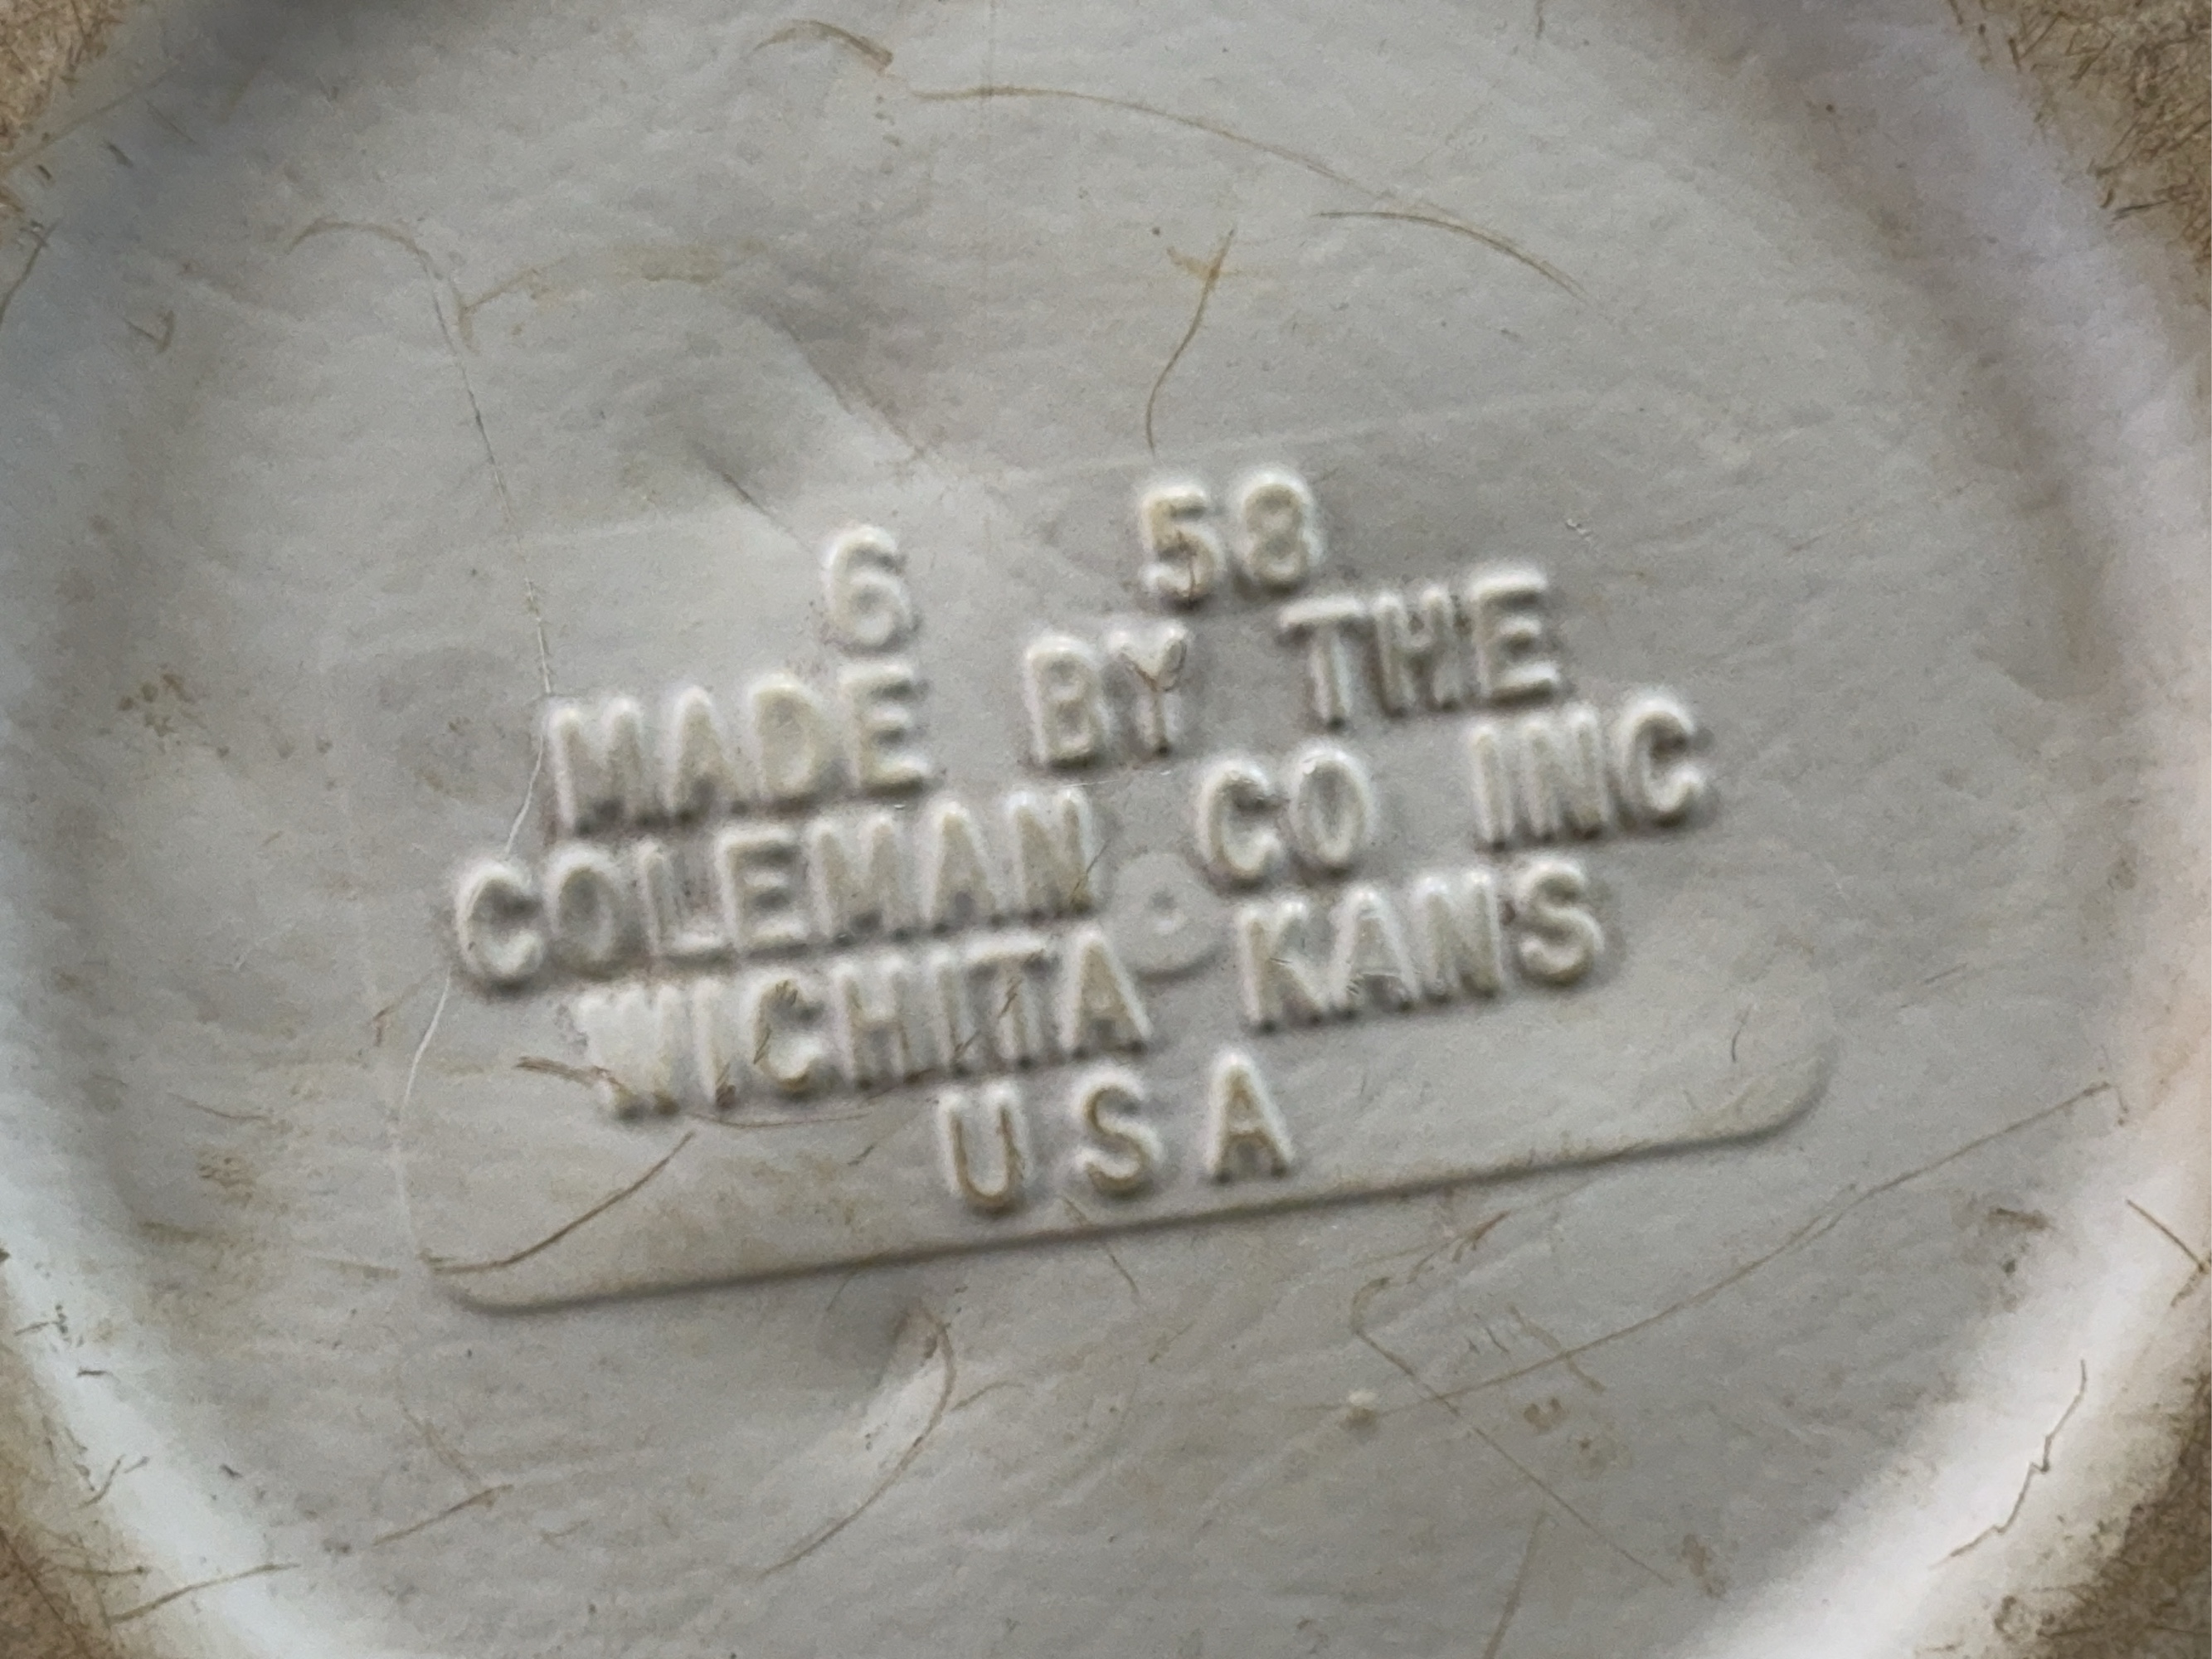 6 58
MADE BY THE
COLEMAN CO INC
WICHITA KANS
USA